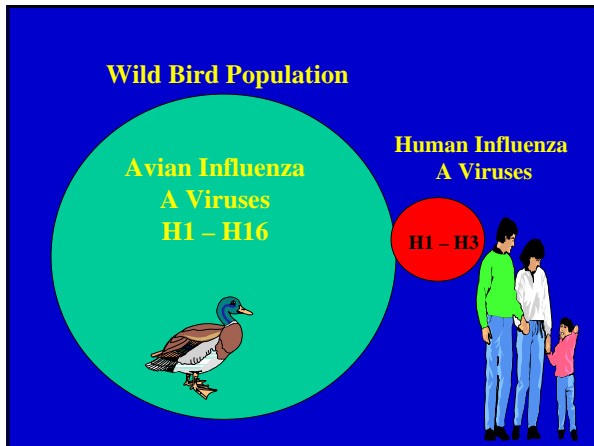 Wild Bird Population
Avian Influenza
A Viruses
H1 – H16
Human Influenza
A Viruses
H1 – H3